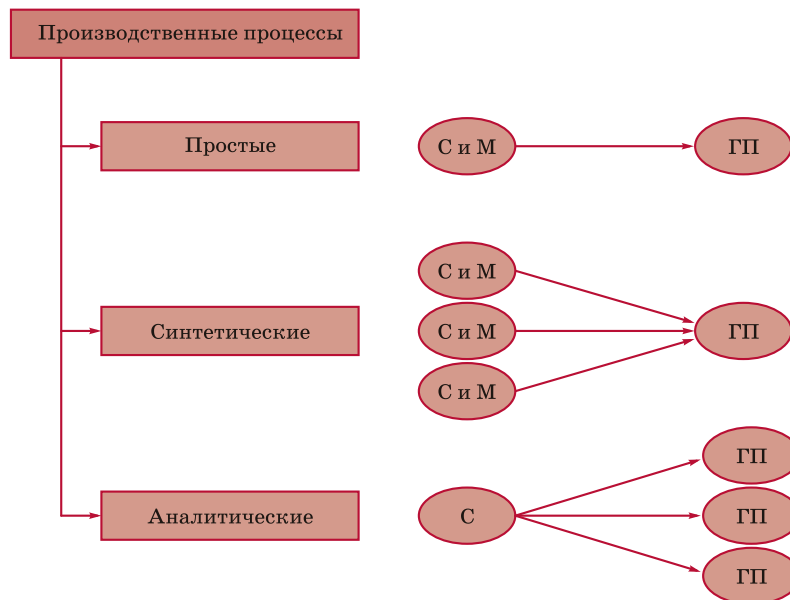 Производственные процессы
Простые
С и М
ГП
С и М
Синтетические
С и М
ГП
С и М
ГП
Аналитические
С
ГП
ГП